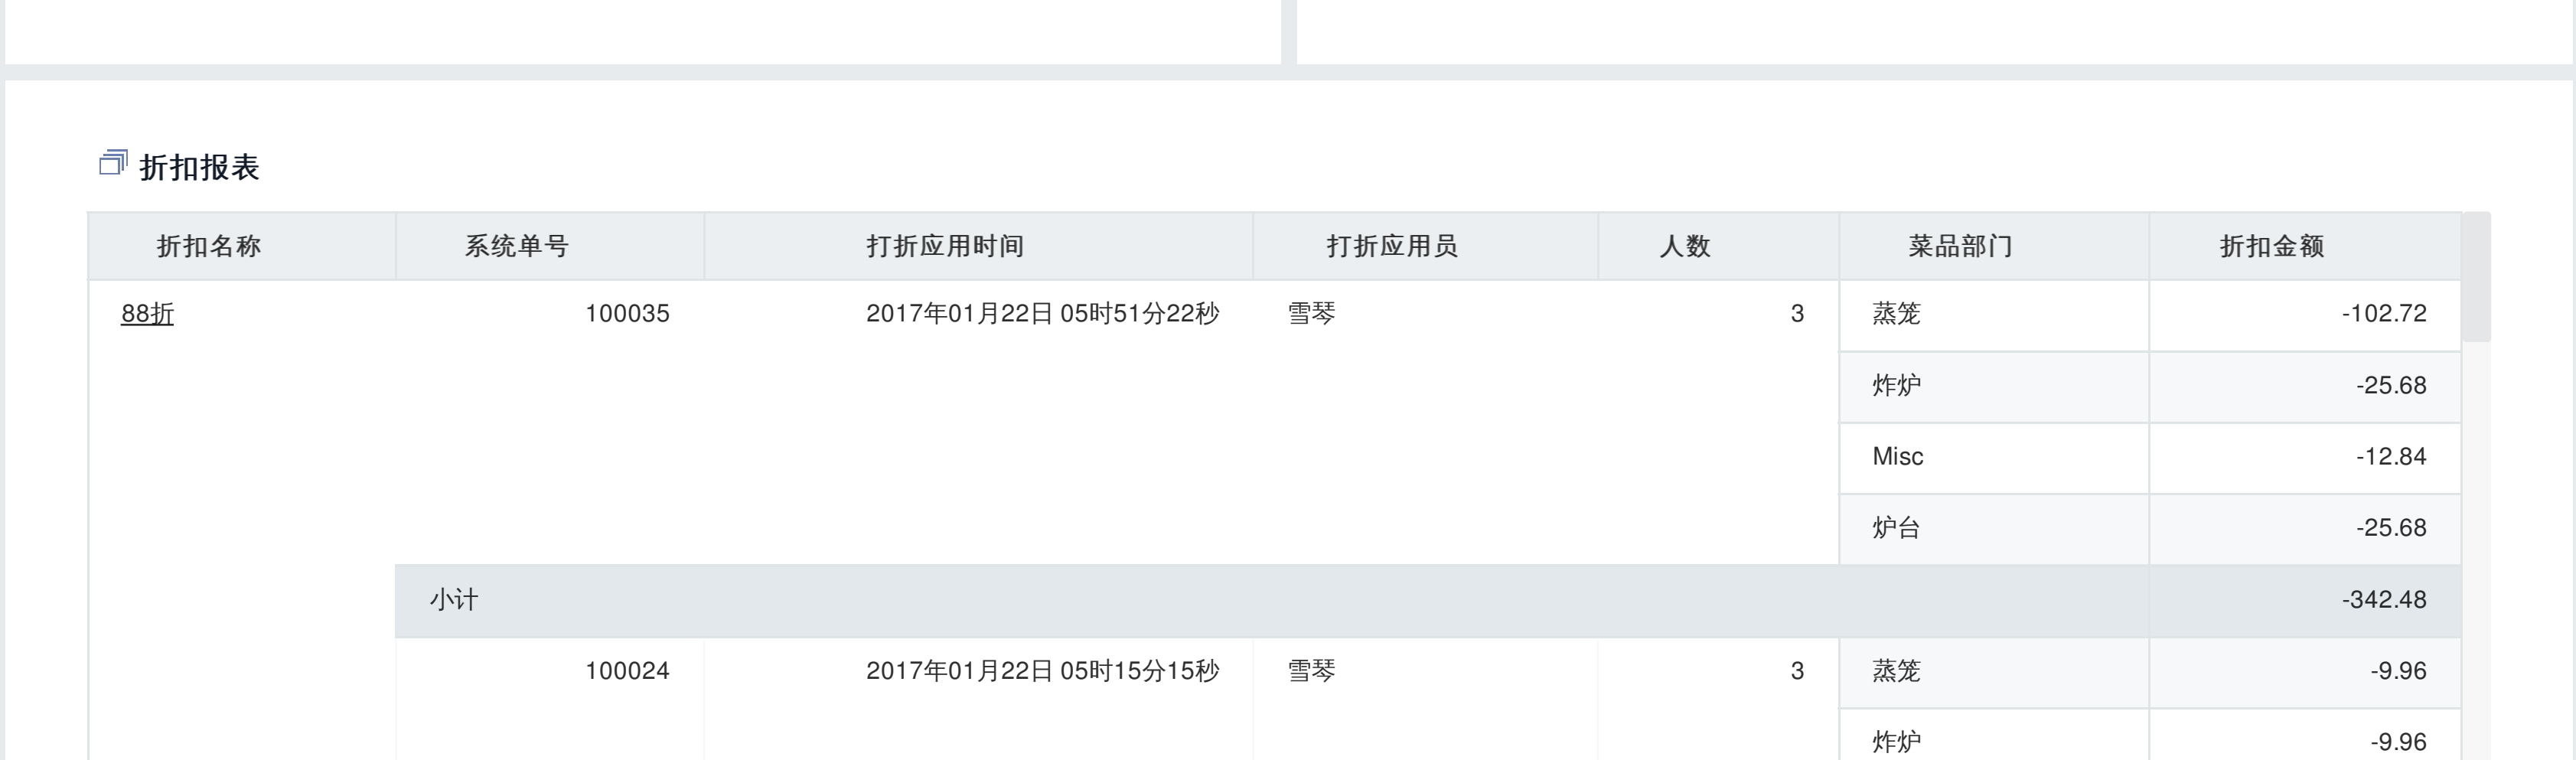 折扣报表
折扣名称 系统单号 打折应用时间 打折应用员 人数 菜品部门 折扣金额
88折 100035 2017年01月22日 05时51分22秒 雪琴 3 蒸笼 -102.72
炸炉 -25.68
Misc -12.84
炉台 -25.68
小计 -342.48
100024 2017年01月22日 05时15分15秒 雪琴 3 蒸笼 -9.96
炸炉 -9.96